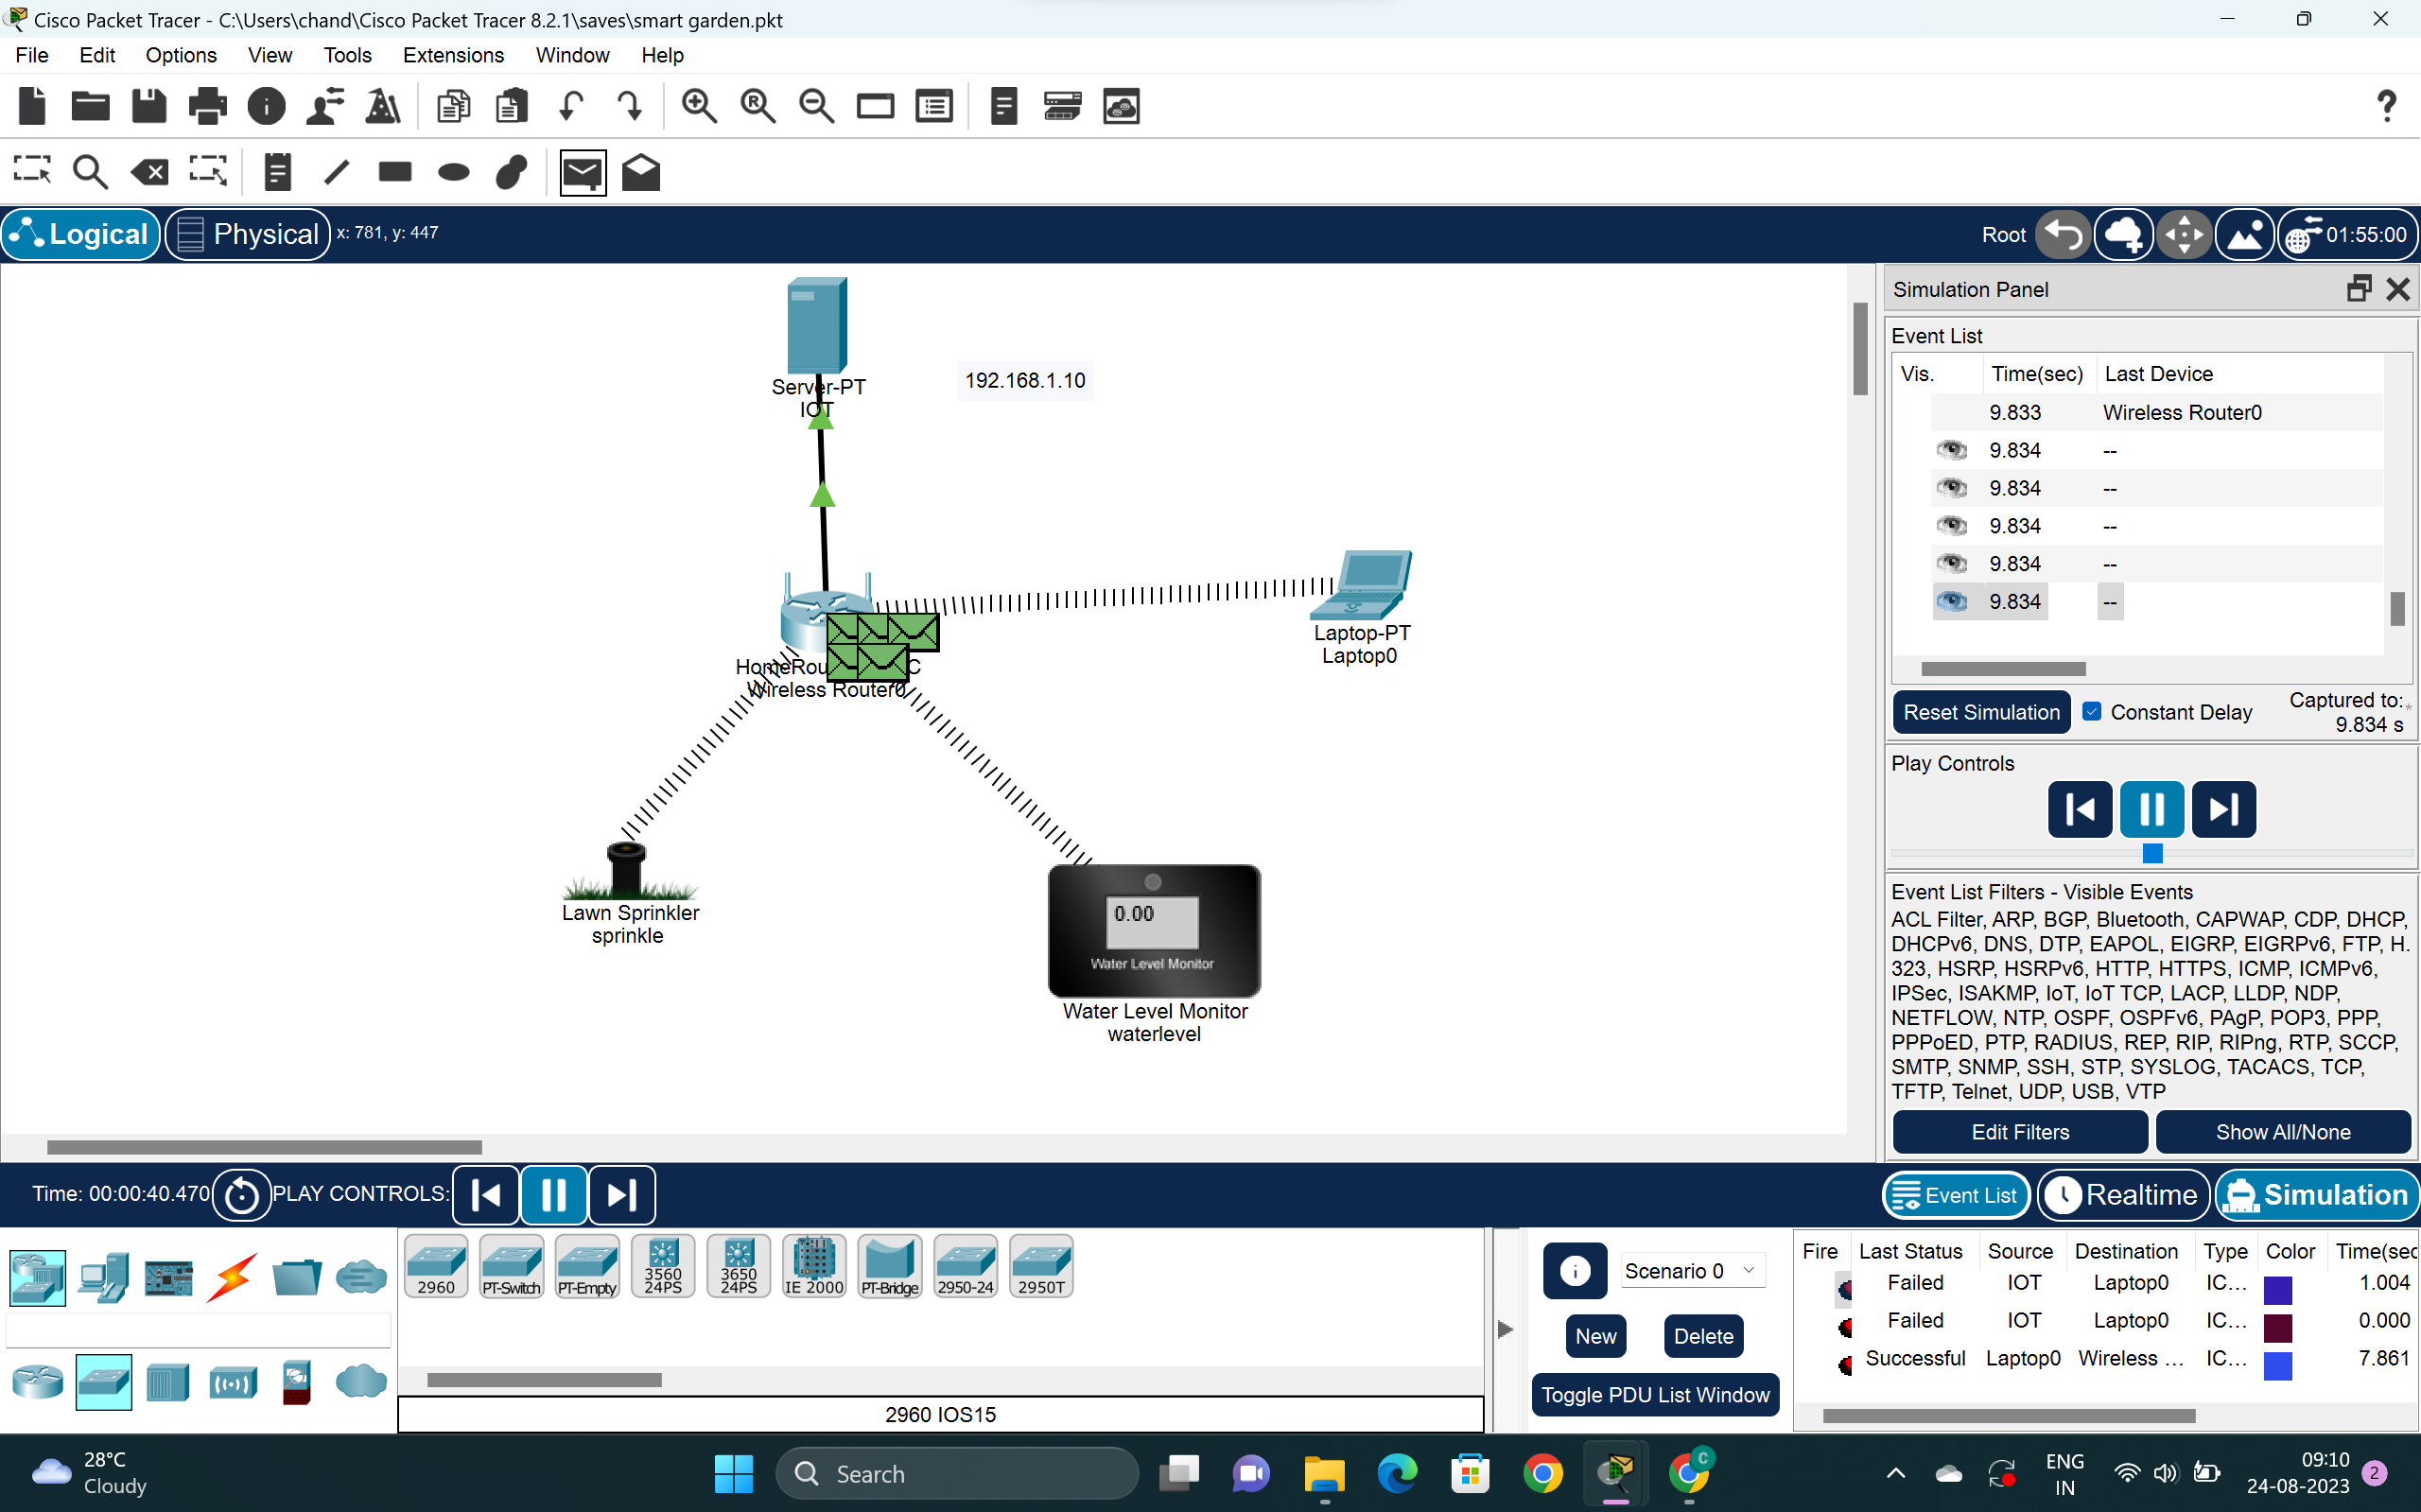 Cisco Packet Tracer - C:\Users\chand\Cisco Packet Tracer 8.2.1\saves\smart garden.pkt
File Edit Options View Tools Extensions Window Help
Logical Physical x: 781, y: 447 Root 01:55:00
Server-PT
IOT
192.168.1.10
Laptop-PT
Laptop0
HomeRou C
Wireless Router0
Lawn Sprinkler
sprinkle
0.00
Water Level Monitor
Water Level Monitor
waterlevel
Simulation Panel
Event List
Vis. Time(sec) Last Device
9.833 Wireless Router0
9.834 --
9.834 --
9.834 --
9.834 --
9.834 --
Reset Simulation Constant Delay Captured to:*
9.834 s
Play Controls
Event List Filters - Visible Events
ACL Filter, ARP, BGP, Bluetooth, CAPWAP, CDP, DHCP,
DHCPv6, DNS, DTP, EAPOL, EIGRP, EIGRPv6, FTP, H.
323, HSRP, HSRPv6, HTTP, HTTPS, ICMP, ICMPv6,
IPSec, ISAKMP, IoT, IoT TCP, LACP, LLDP, NDP,
NETFLOW, NTP, OSPF, OSPFv6, PAgP, POP3, PPP,
PPPoED, PTP, RADIUS, REP, RIP, RIPng, RTP, SCCP,
SMTP, SNMP, SSH, STP, SYSLOG, TACACS, TCP,
TFTP, Telnet, UDP, USB, VTP
Edit Filters Show All/None
Time: 00:00:40.470 PLAY CONTROLS: Event List Realtime Simulation
2960 PT-Switch PT-Empty 3560 24PS 3650 24PS IE 2000 PT-Bridge 2950-24 2950T
2960 IOS15
Scenario 0
New Delete
Toggle PDU List Window
Fire Last Status Source Destination Type Color Time(sec
Failed IOT Laptop0 IC... 1.004
Failed IOT Laptop0 IC... 0.000
Successful Laptop0 Wireless ... IC... 7.861
28°C
Cloudy
Search
C
ENG
IN
09:10
24-08-2023
2